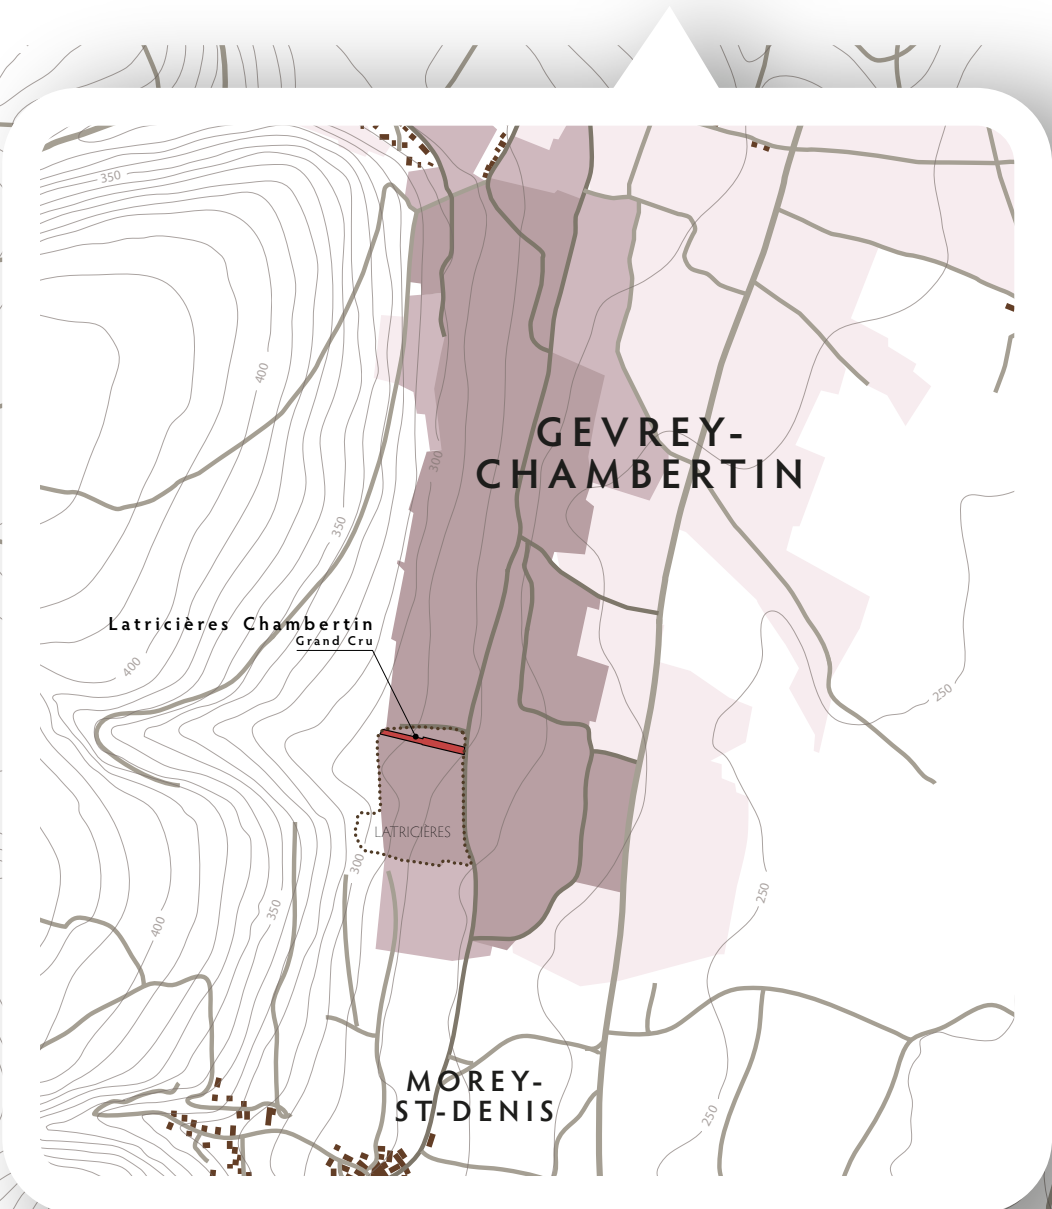 350
400
GEVREY-
CHAMBERTIN
300
350
Latricières Chambertin
Grand Cru
400
250
LATRICIÈRES
300
250
350
400
MOREY-
ST-DENIS
250